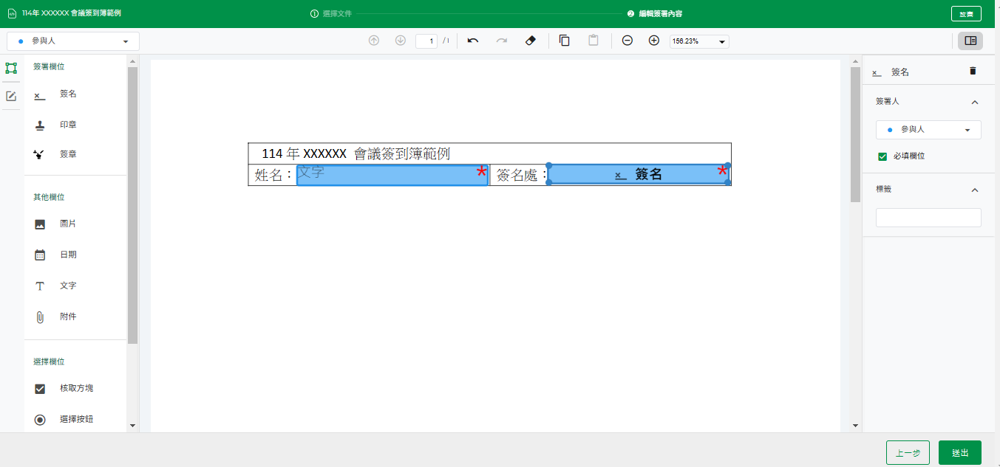 114年 XXXXXX 會議簽到簿範例
① 選擇文件
❷ 編輯簽署內容
放棄
參與人
1 /1
156.23%
簽署欄位
簽名
印章
簽章
其他欄位
圖片
日期
文字
附件
選擇欄位
核取方塊
選擇按鈕
114 年 XXXXXX 會議簽到簿範例
姓名：文字 * 簽名處： x 簽名 *
x 簽名
簽署人
參與人
必填欄位
標籤
上一步
送出